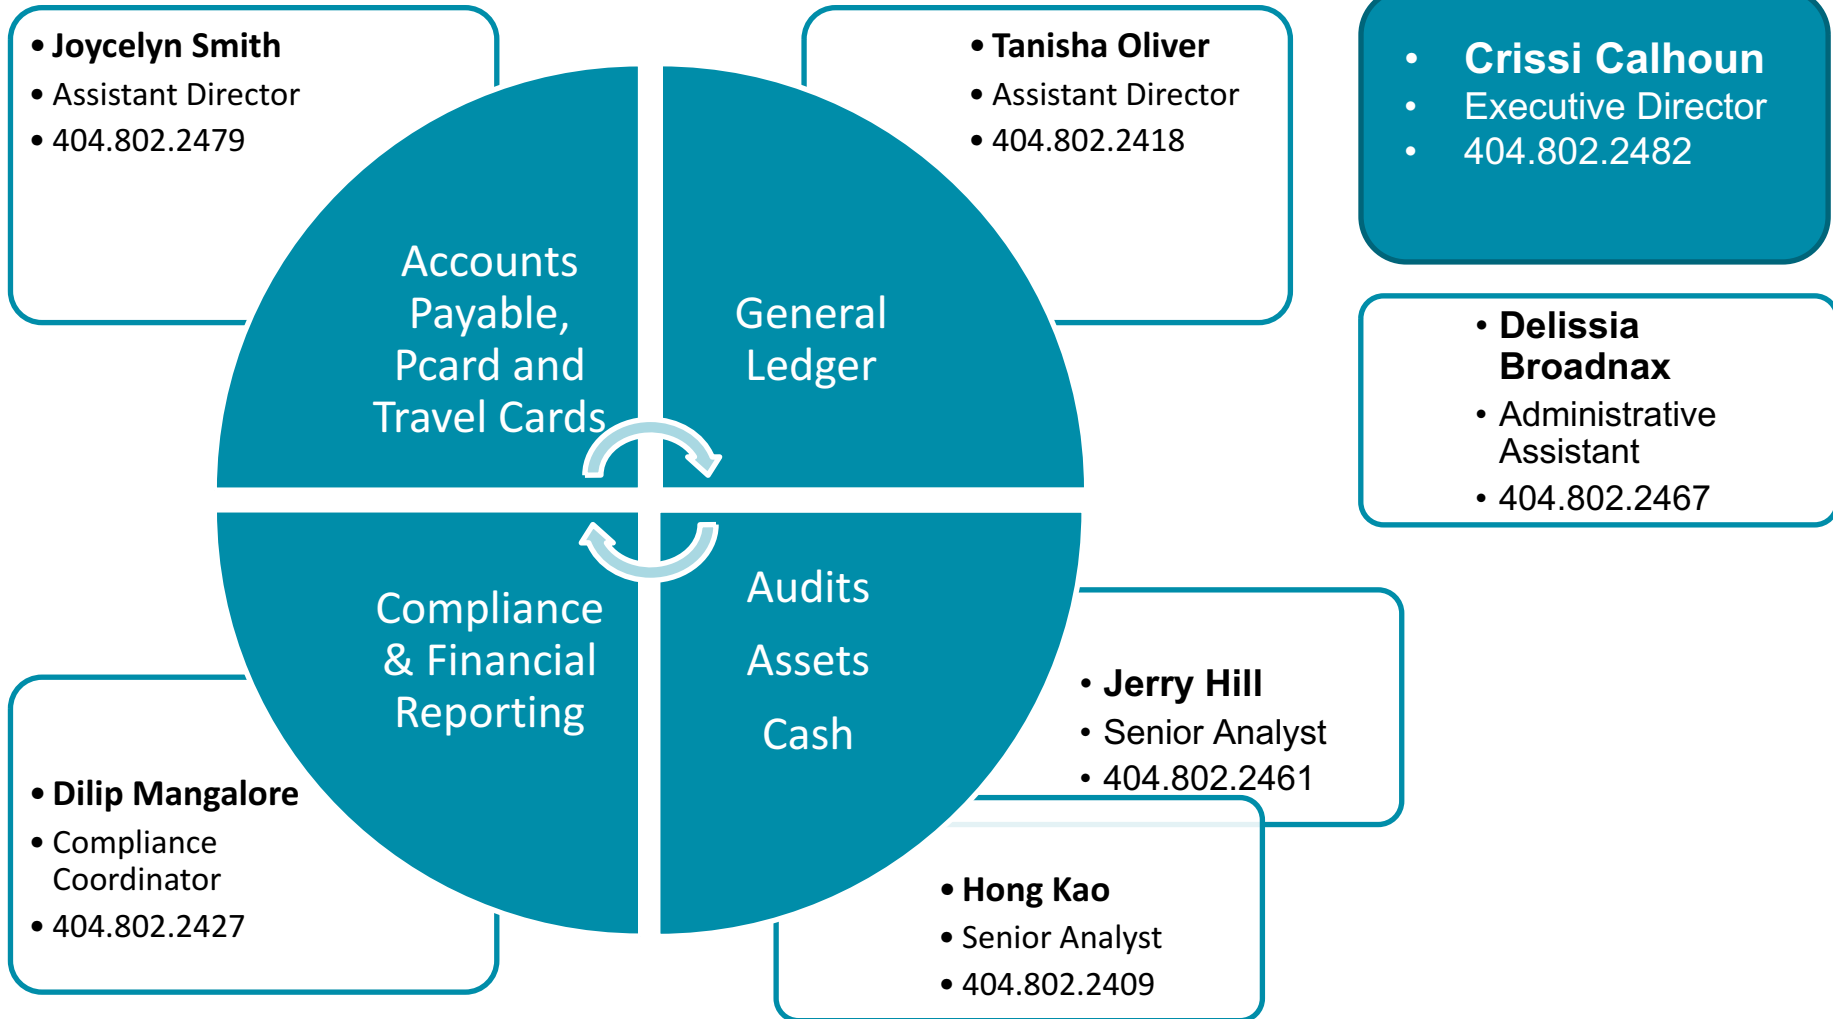 • Joycelyn Smith
• Assistant Director
• 404.802.2479
• Tanisha Oliver
• Assistant Director
• 404.802.2418
• Crissi Calhoun
• Executive Director
• 404.802.2482
Accounts
Payable,
Pcard and
Travel Cards
General
Ledger
• Delissia
Broadnax
• Administrative
Assistant
• 404.802.2467
Compliance
& Financial
Reporting
Audits
Assets
Cash
• Jerry Hill
• Senior Analyst
• 404.802.2461
• Dilip Mangalore
• Compliance
Coordinator
• 404.802.2427
• Hong Kao
• Senior Analyst
• 404.802.2409